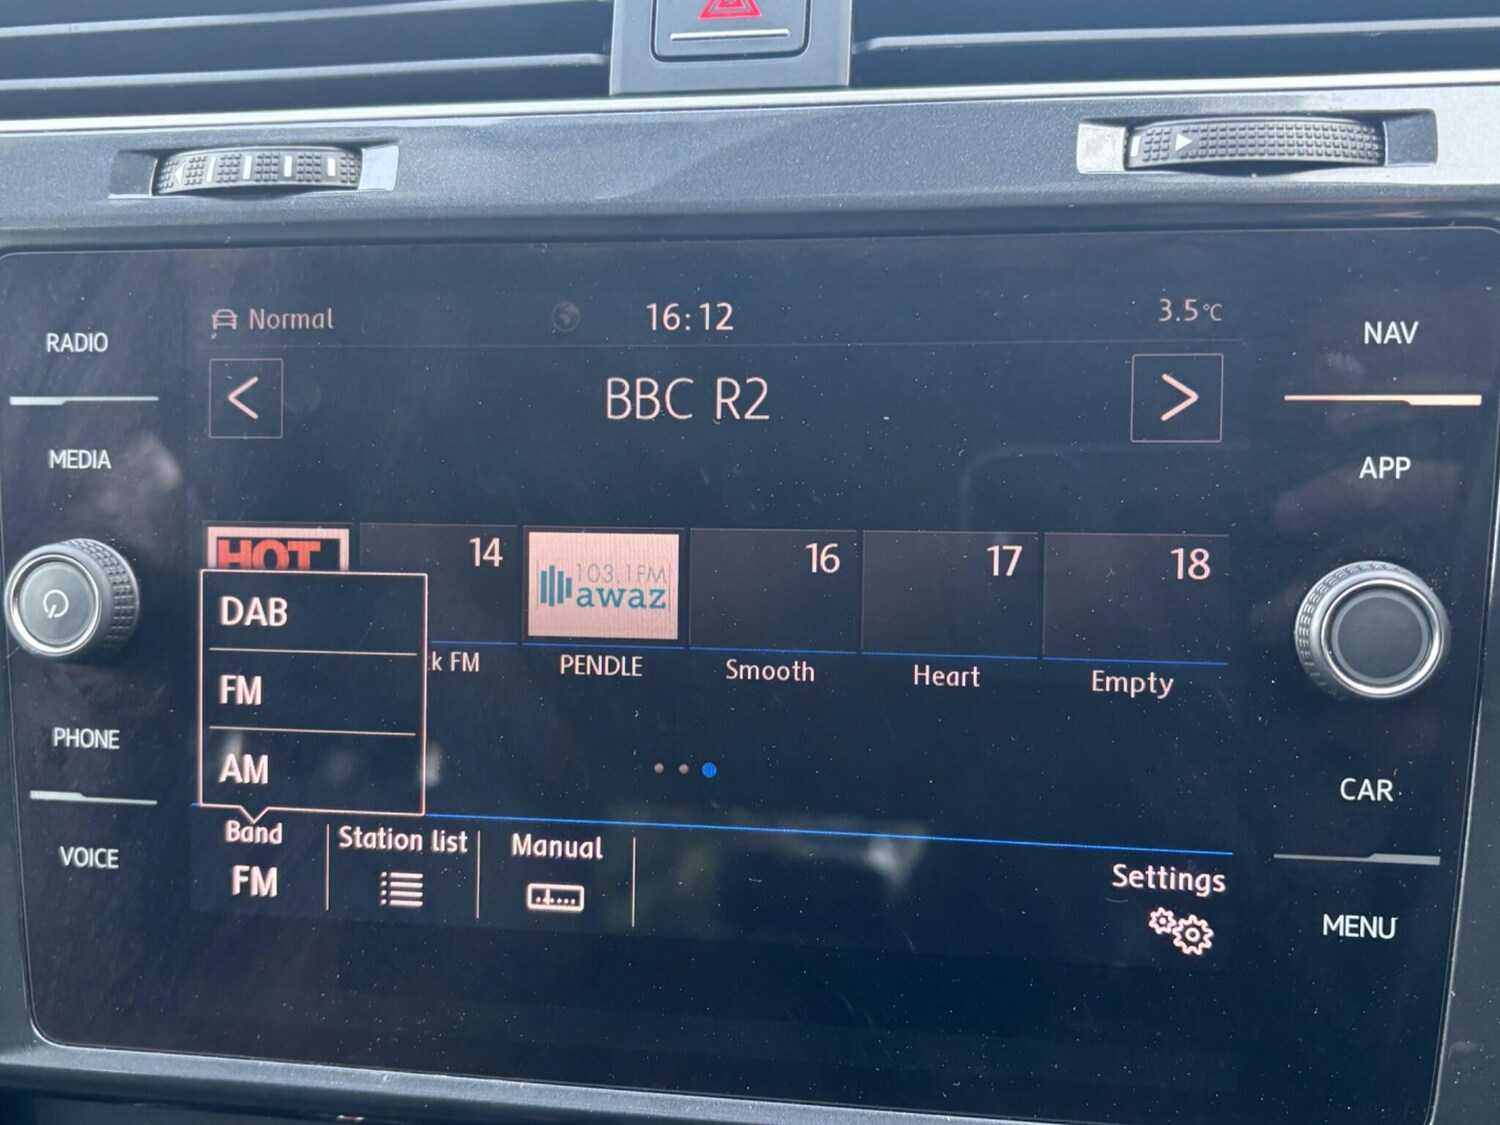 RADIO
MEDIA
PHONE
VOICE
Normal
16:12
3.5°C
<
BBC R2
>
HOT
14
103.1FM
awaz
16
17
18
k FM
PENDLE
Smooth
Heart
Empty
DAB
FM
AM
Band
FM
Station list
Manual
Settings
NAV
APP
CAR
MENU